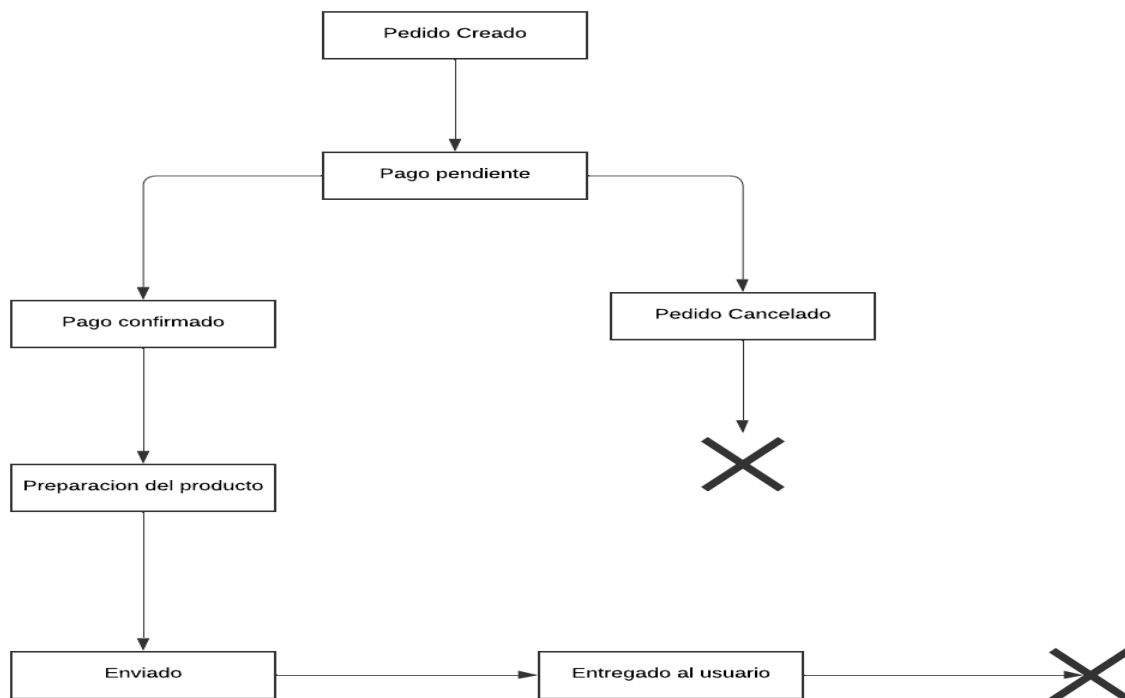 Pedido Creado
Pago pendiente
Pago confirmado
Pedido Cancelado
Preparacion del producto
Enviado
Entregado al usuario